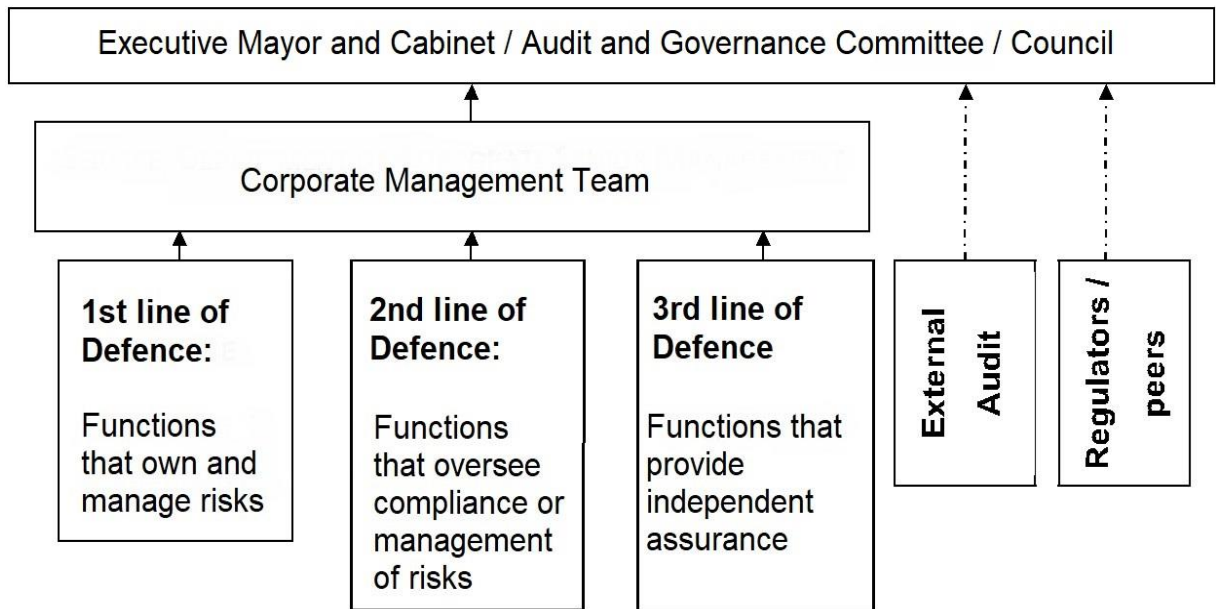 Executive Mayor and Cabinet / Audit and Governance Committee / Council
Corporate Management Team
1st line of
Defence:
Functions
that own and
manage risks
2nd line of
Defence:
Functions
that oversee
compliance or
management
of risks
3rd line of
Defence
Functions that
provide
independent
assurance
External
Audit
Regulators /
peers